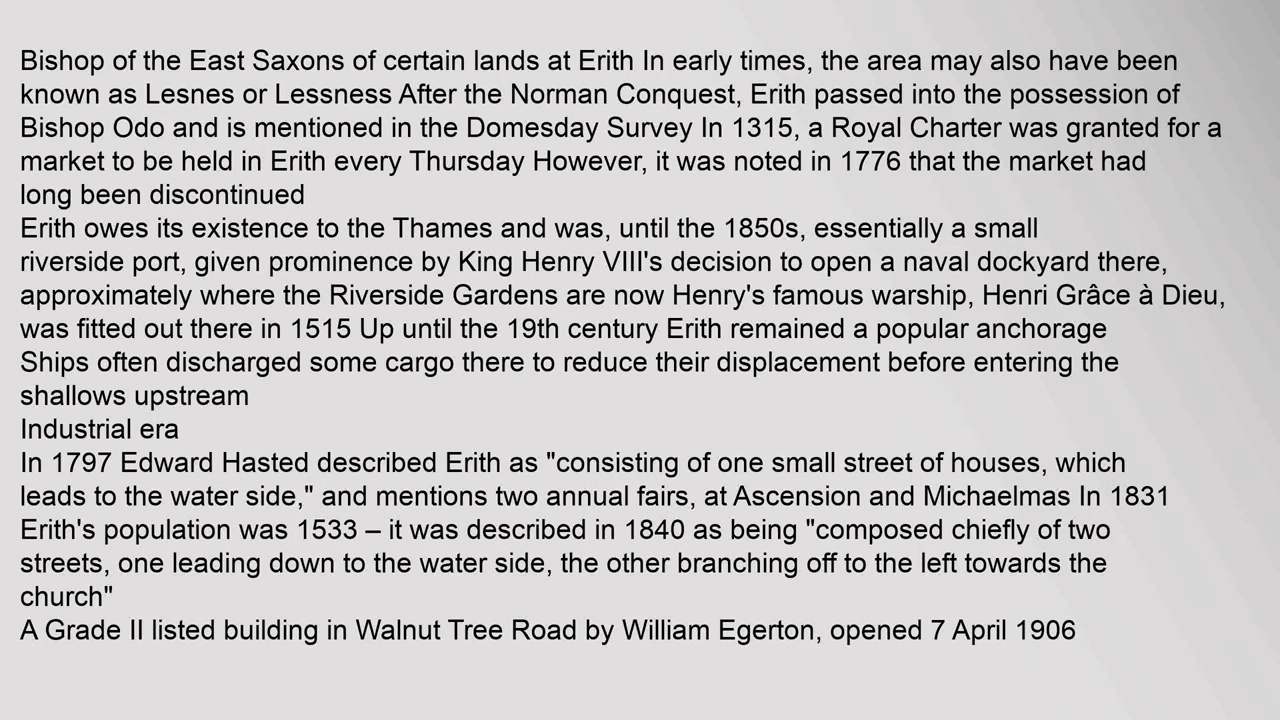 Bishop of the East Saxons of certain lands at Erith In early times, the area may also have been
known as Lesnes or Lessness After the Norman Conquest, Erith passed into the possession of
Bishop Odo and is mentioned in the Domesday Survey In 1315, a Royal Charter was granted for a
market to be held in Erith every Thursday However, it was noted in 1776 that the market had
long been discontinued
Erith owes its existence to the Thames and was, until the 1850s, essentially a small
riverside port, given prominence by King Henry VIII's decision to open a naval dockyard there,
approximately where the Riverside Gardens are now Henry's famous warship, Henri Grâce à Dieu,
was fitted out there in 1515 Up until the 19th century Erith remained a popular anchorage
Ships often discharged some cargo there to reduce their displacement before entering the
shallows upstream
Industrial era
In 1797 Edward Hasted described Erith as "consisting of one small street of houses, which
leads to the water side," and mentions two annual fairs, at Ascension and Michaelmas In 1831
Erith's population was 1533 – it was described in 1840 as being "composed chiefly of two
streets, one leading down to the water side, the other branching off to the left towards the
church"
A Grade II listed building in Walnut Tree Road by William Egerton, opened 7 April 1906